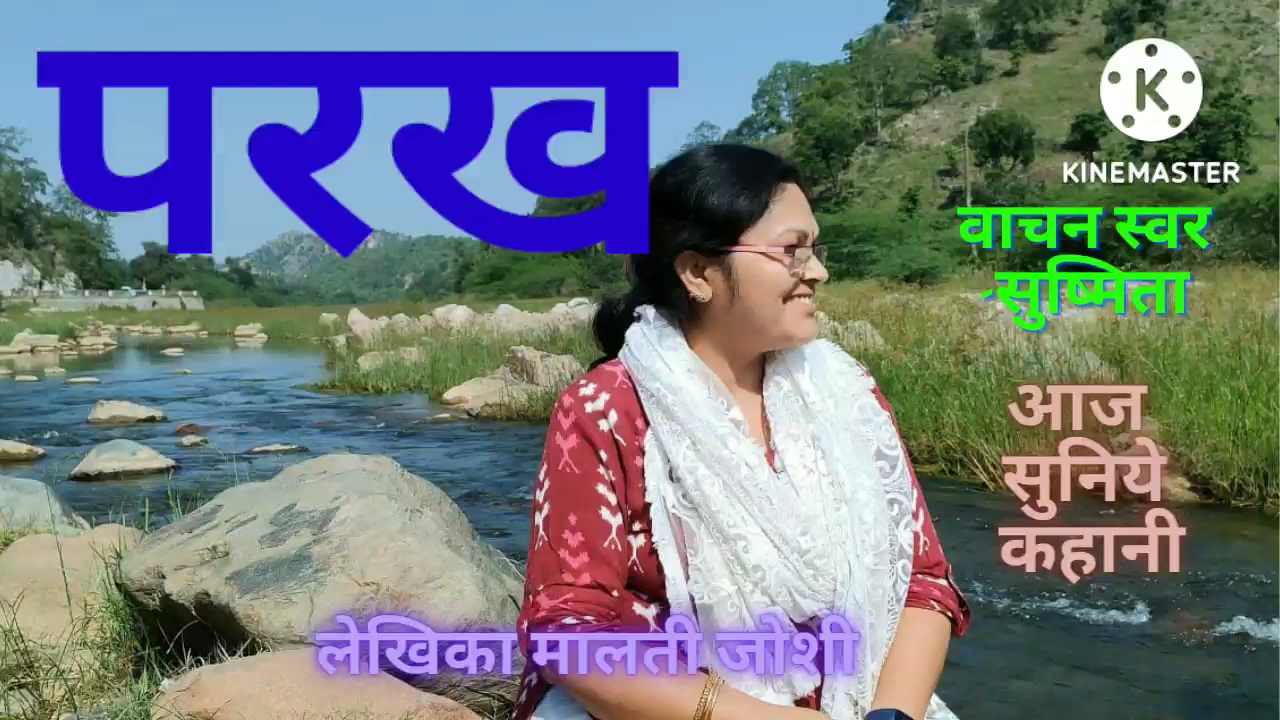 परख
K
KINEMASTER
वाचन स्वर
सुष्मिता
आज
सुनिये
कहानी
लेखिका मालती जोशी